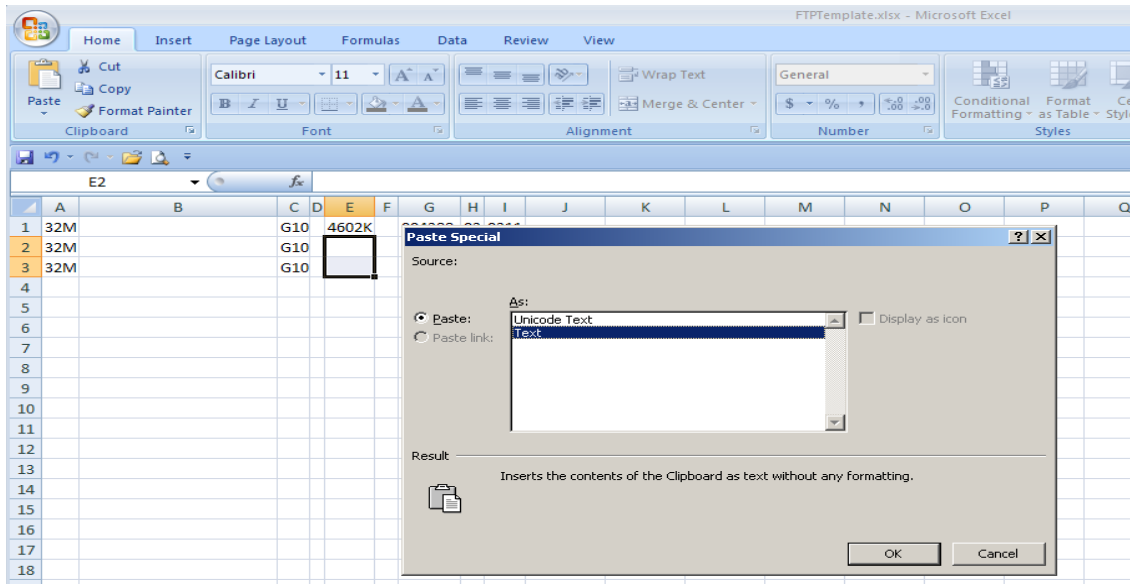 FTPTemplate.xlsx - Microsoft Excel
Home Insert Page Layout Formulas Data Review View
Paste
Cut
Copy
Format Painter
Clipboard
Calibri 11
B I U
Font
Wrap Text
Merge & Center
Alignment
General
$ % ,
Number
Conditional Formatting
Format as Table
Styles
E2 fx
A B C D E F G H I J K L M N O P Q
1 32M G10 4602K
2 32M G10
3 32M G10
4
5
6
7
8
9
10
11
12
13
14
15
16
17
18
Paste Special
Source:
As:
Paste:
Paste link:
Unicode Text
Text
Display as icon
Result
Inserts the contents of the Clipboard as text without any formatting.
OK Cancel